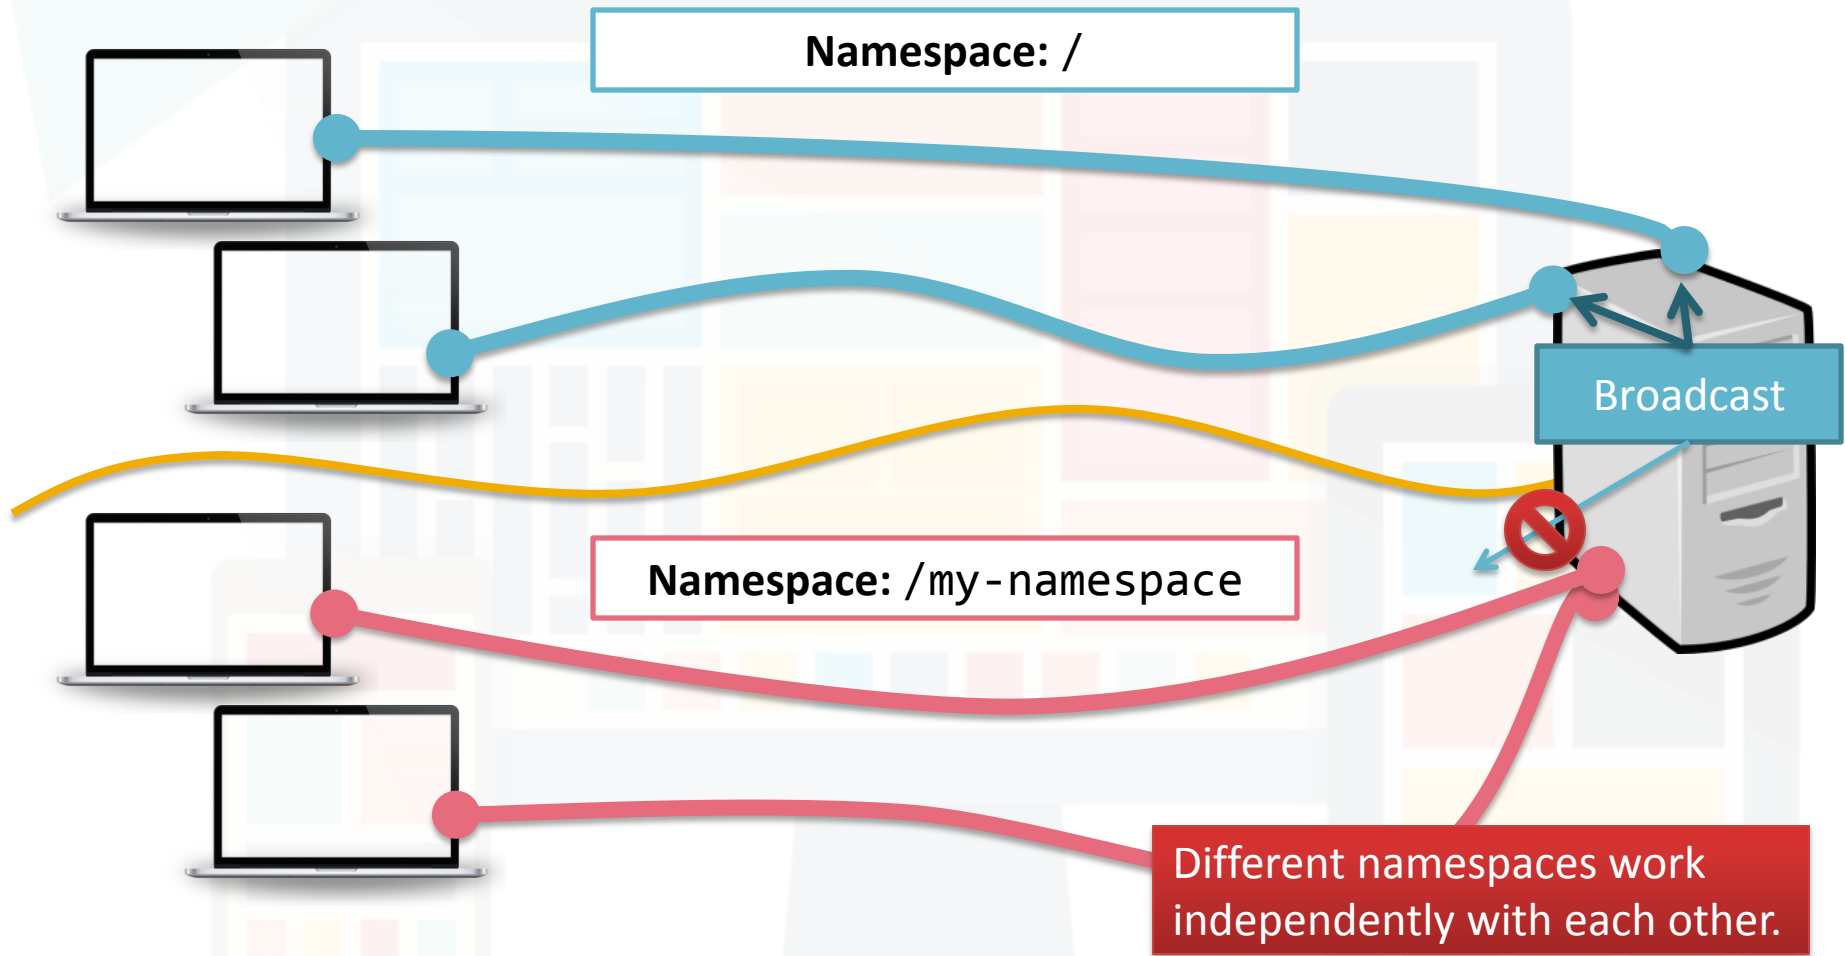 Namespace: /
Broadcast
Namespace: /my-namespace
Different namespaces work
independently with each other.